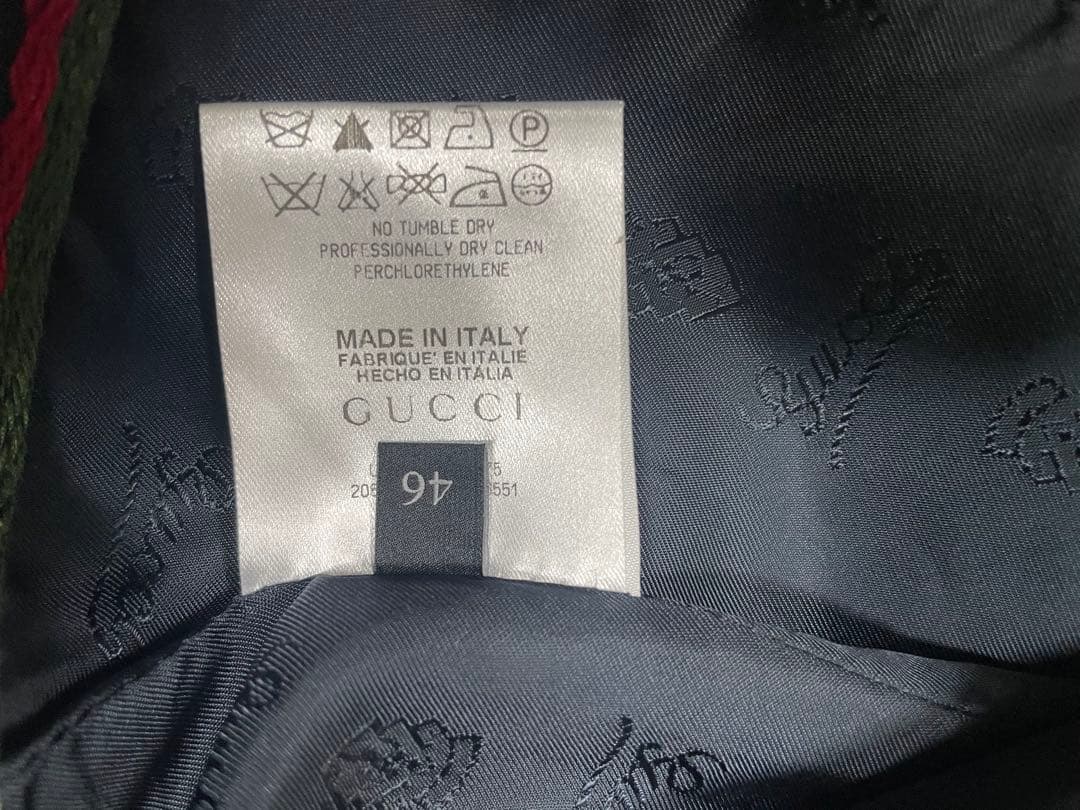 P
NO TUMBLE DRY
PROFESSIONALLY DRY CLEAN
PERCHLORETHYLENE
MADE IN ITALY
FABRIQUE' EN ITALIE
HECHO EN ITALIA
GUCCI
46